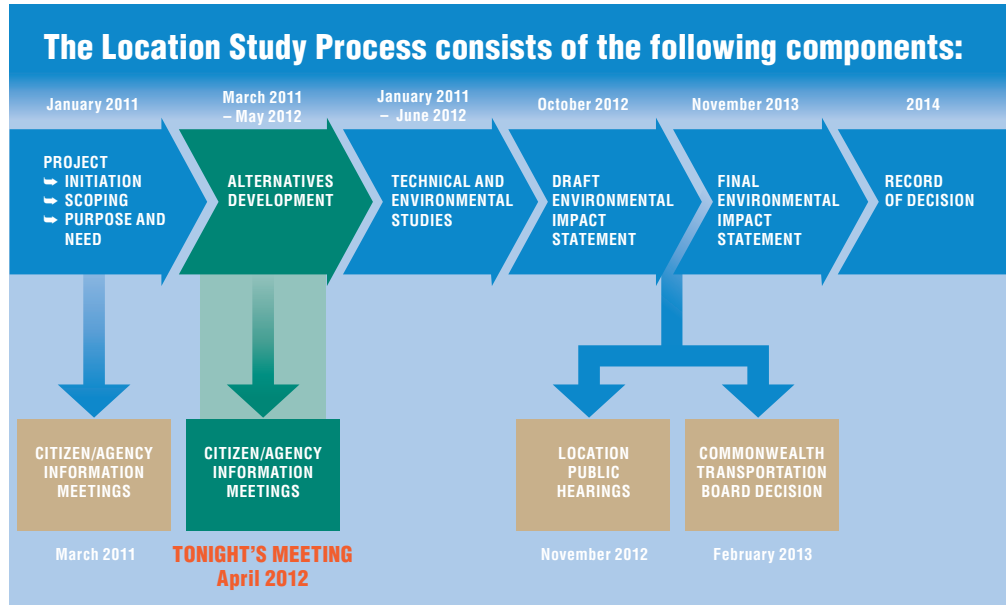 The Location Study Process consists of the following components:
January 2011
March 2011
– May 2012
January 2011
– June 2012
October 2012
November 2013
2014
PROJECT
➥ INITIATION
➥ SCOPING
➥ PURPOSE AND
NEED
ALTERNATIVES
DEVELOPMENT
TECHNICAL AND
ENVIRONMENTAL
STUDIES
DRAFT
ENVIRONMENTAL
IMPACT
STATEMENT
FINAL
ENVIRONMENTAL
IMPACT
STATEMENT
RECORD
OF DECISION
CITIZEN/AGENCY
INFORMATION
MEETINGS
March 2011
CITIZEN/AGENCY
INFORMATION
MEETINGS
TONIGHT'S MEETING
April 2012
LOCATION
PUBLIC
HEARINGS
November 2012
COMMONWEALTH
TRANSPORTATION
BOARD DECISION
February 2013